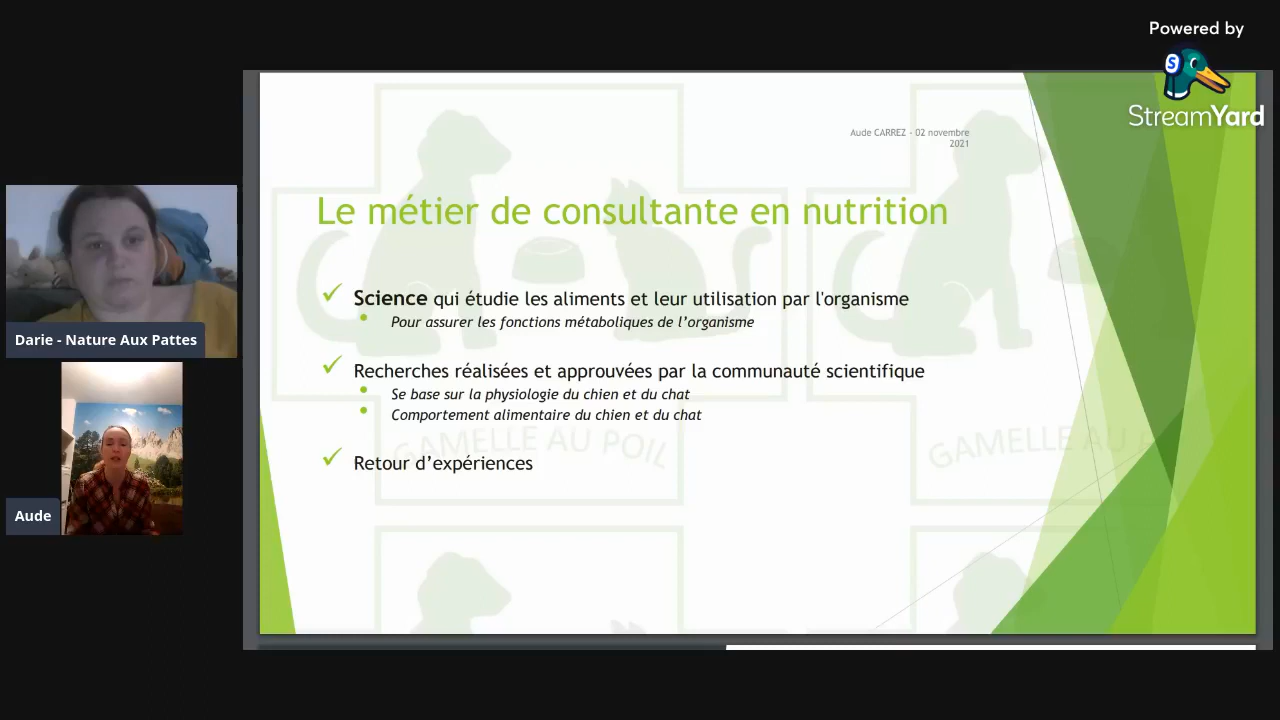 Powered by
StreamYard
Aude CARREZ - 02 novembre
2021
Le métier de consultante en nutrition
✓ Science qui étudie les aliments et leur utilisation par l'organisme
• Pour assurer les fonctions métaboliques de l’organisme
✓ Recherches réalisées et approuvées par la communauté scientifique
• Se base sur la physiologie du chien et du chat
• Comportement alimentaire du chien et du chat
✓ Retour d’expériences
GAMELLE AU POIL
GAMELLE AU P
Darie - Nature Aux Pattes
Aude